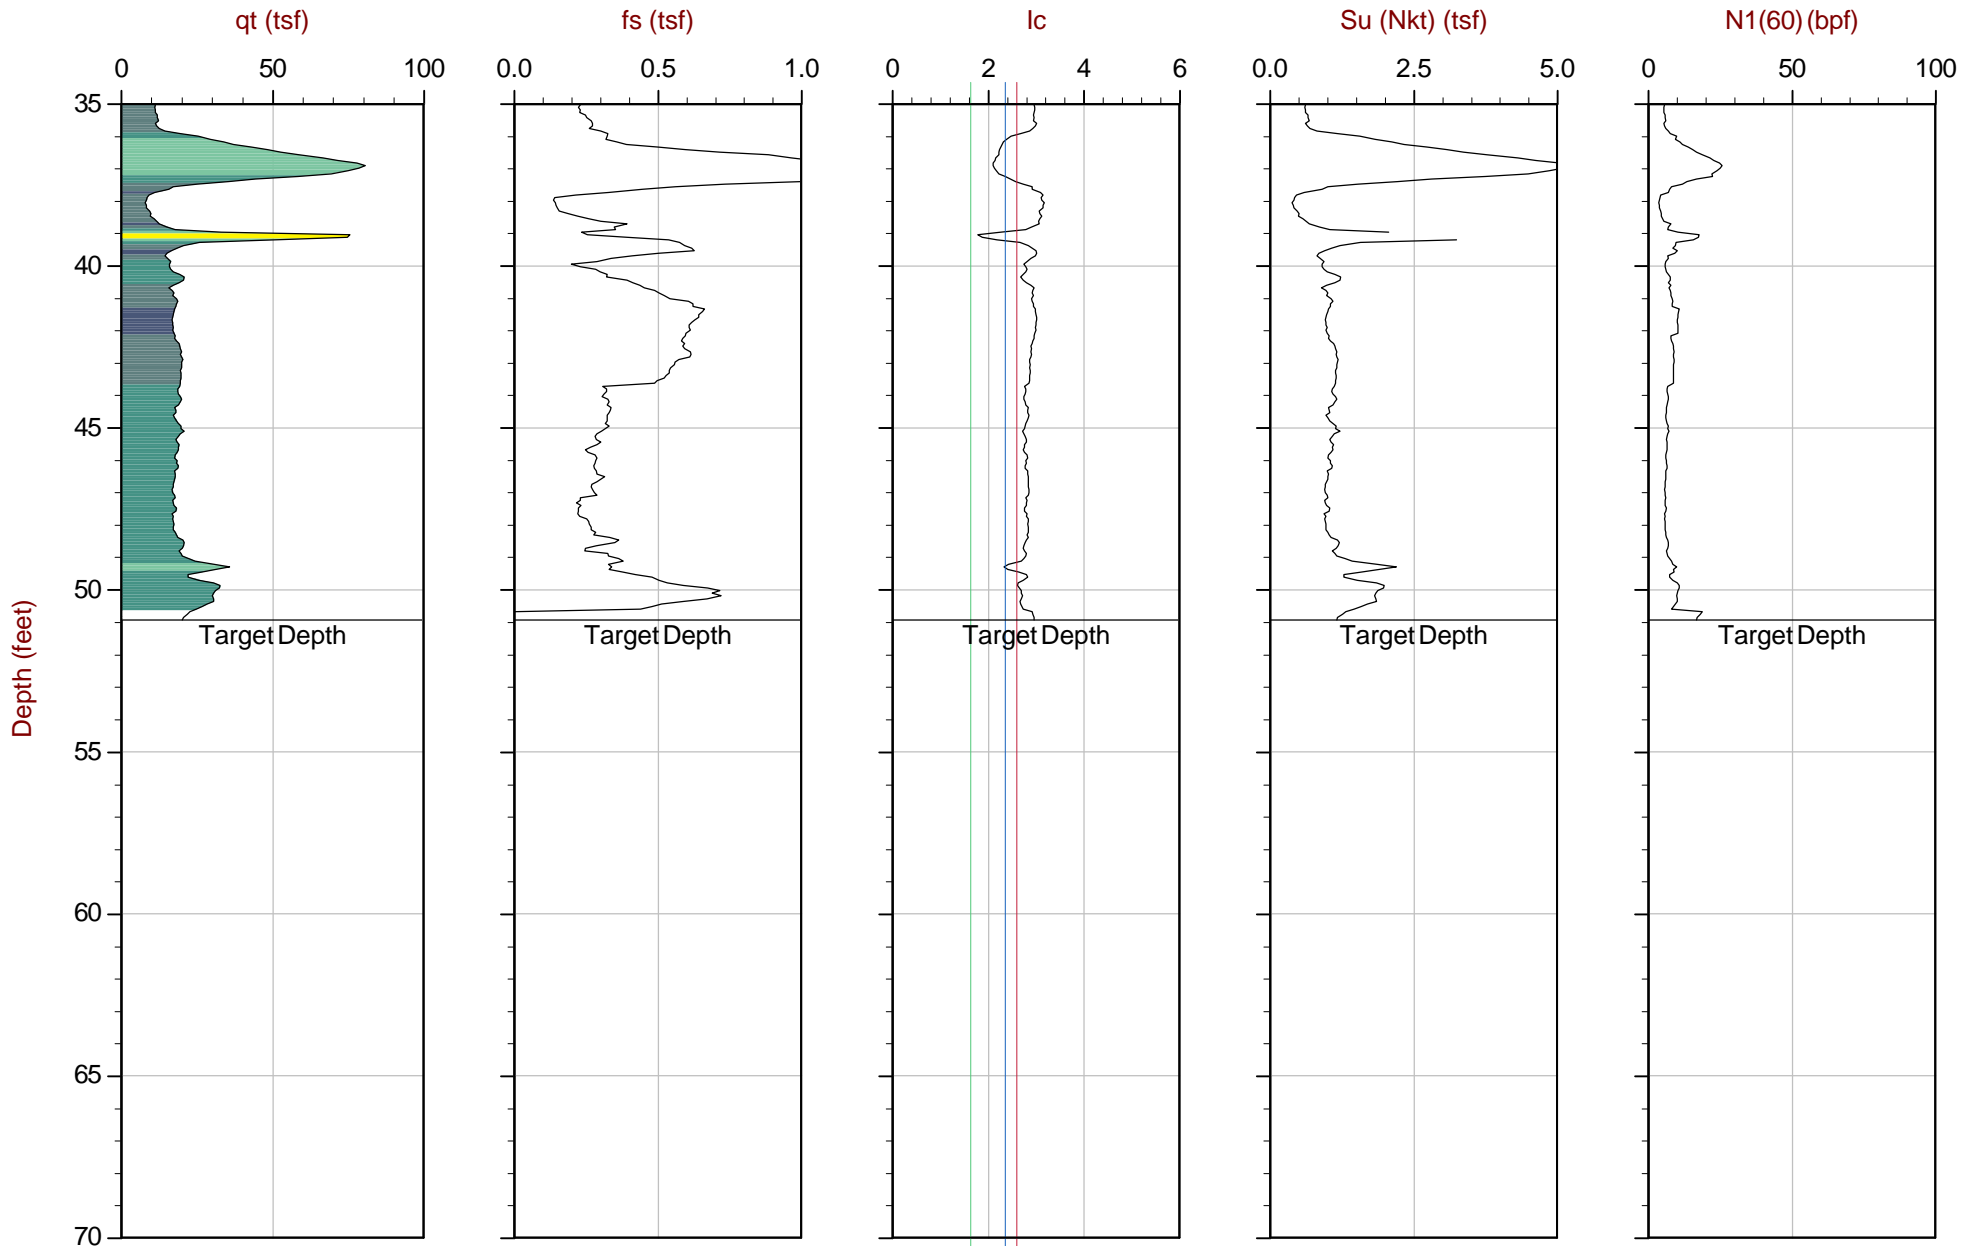 qt (tsf) fs (tsf) Ic Su (Nkt) (tsf) N1(60) (bpf)
0 50 100 0.0 0.5 1.0 0 2 4 6 0.0 2.5 5.0 0 50 100
35
40
45
50
Target Depth Target Depth Target Depth Target Depth Target Depth
Depth (feet)
55
60
65
70